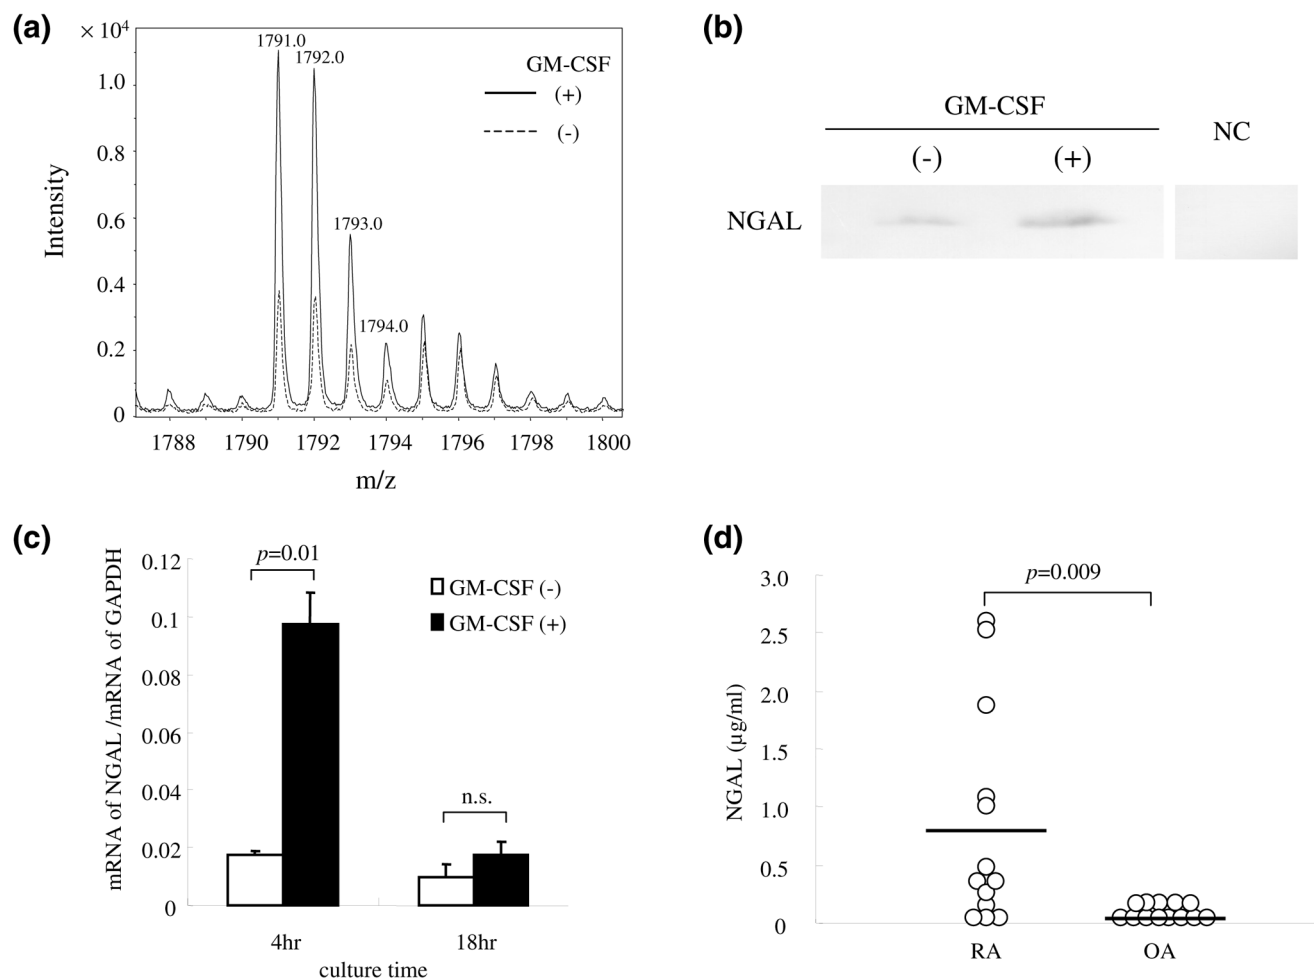 (a)
× 10⁴
1791.0
1792.0
1793.0
1794.0
GM-CSF
(+)
(-)
Intensity
1.0
0.8
0.6
0.4
0.2
0
1788 1790 1792 1794 1796 1798 1800
m/z
(b)
GM-CSF
NC
(-) (+)
NGAL
(c)
mRNA of NGAL /mRNA of GAPDH
0.12
0.1
0.08
0.06
0.04
0.02
0
p=0.01
GM-CSF (-)
GM-CSF (+)
n.s.
4hr 18hr
culture time
(d)
NGAL (µg/ml)
3.0
2.5
2.0
1.5
1.0
0.5
0
p=0.009
RA OA